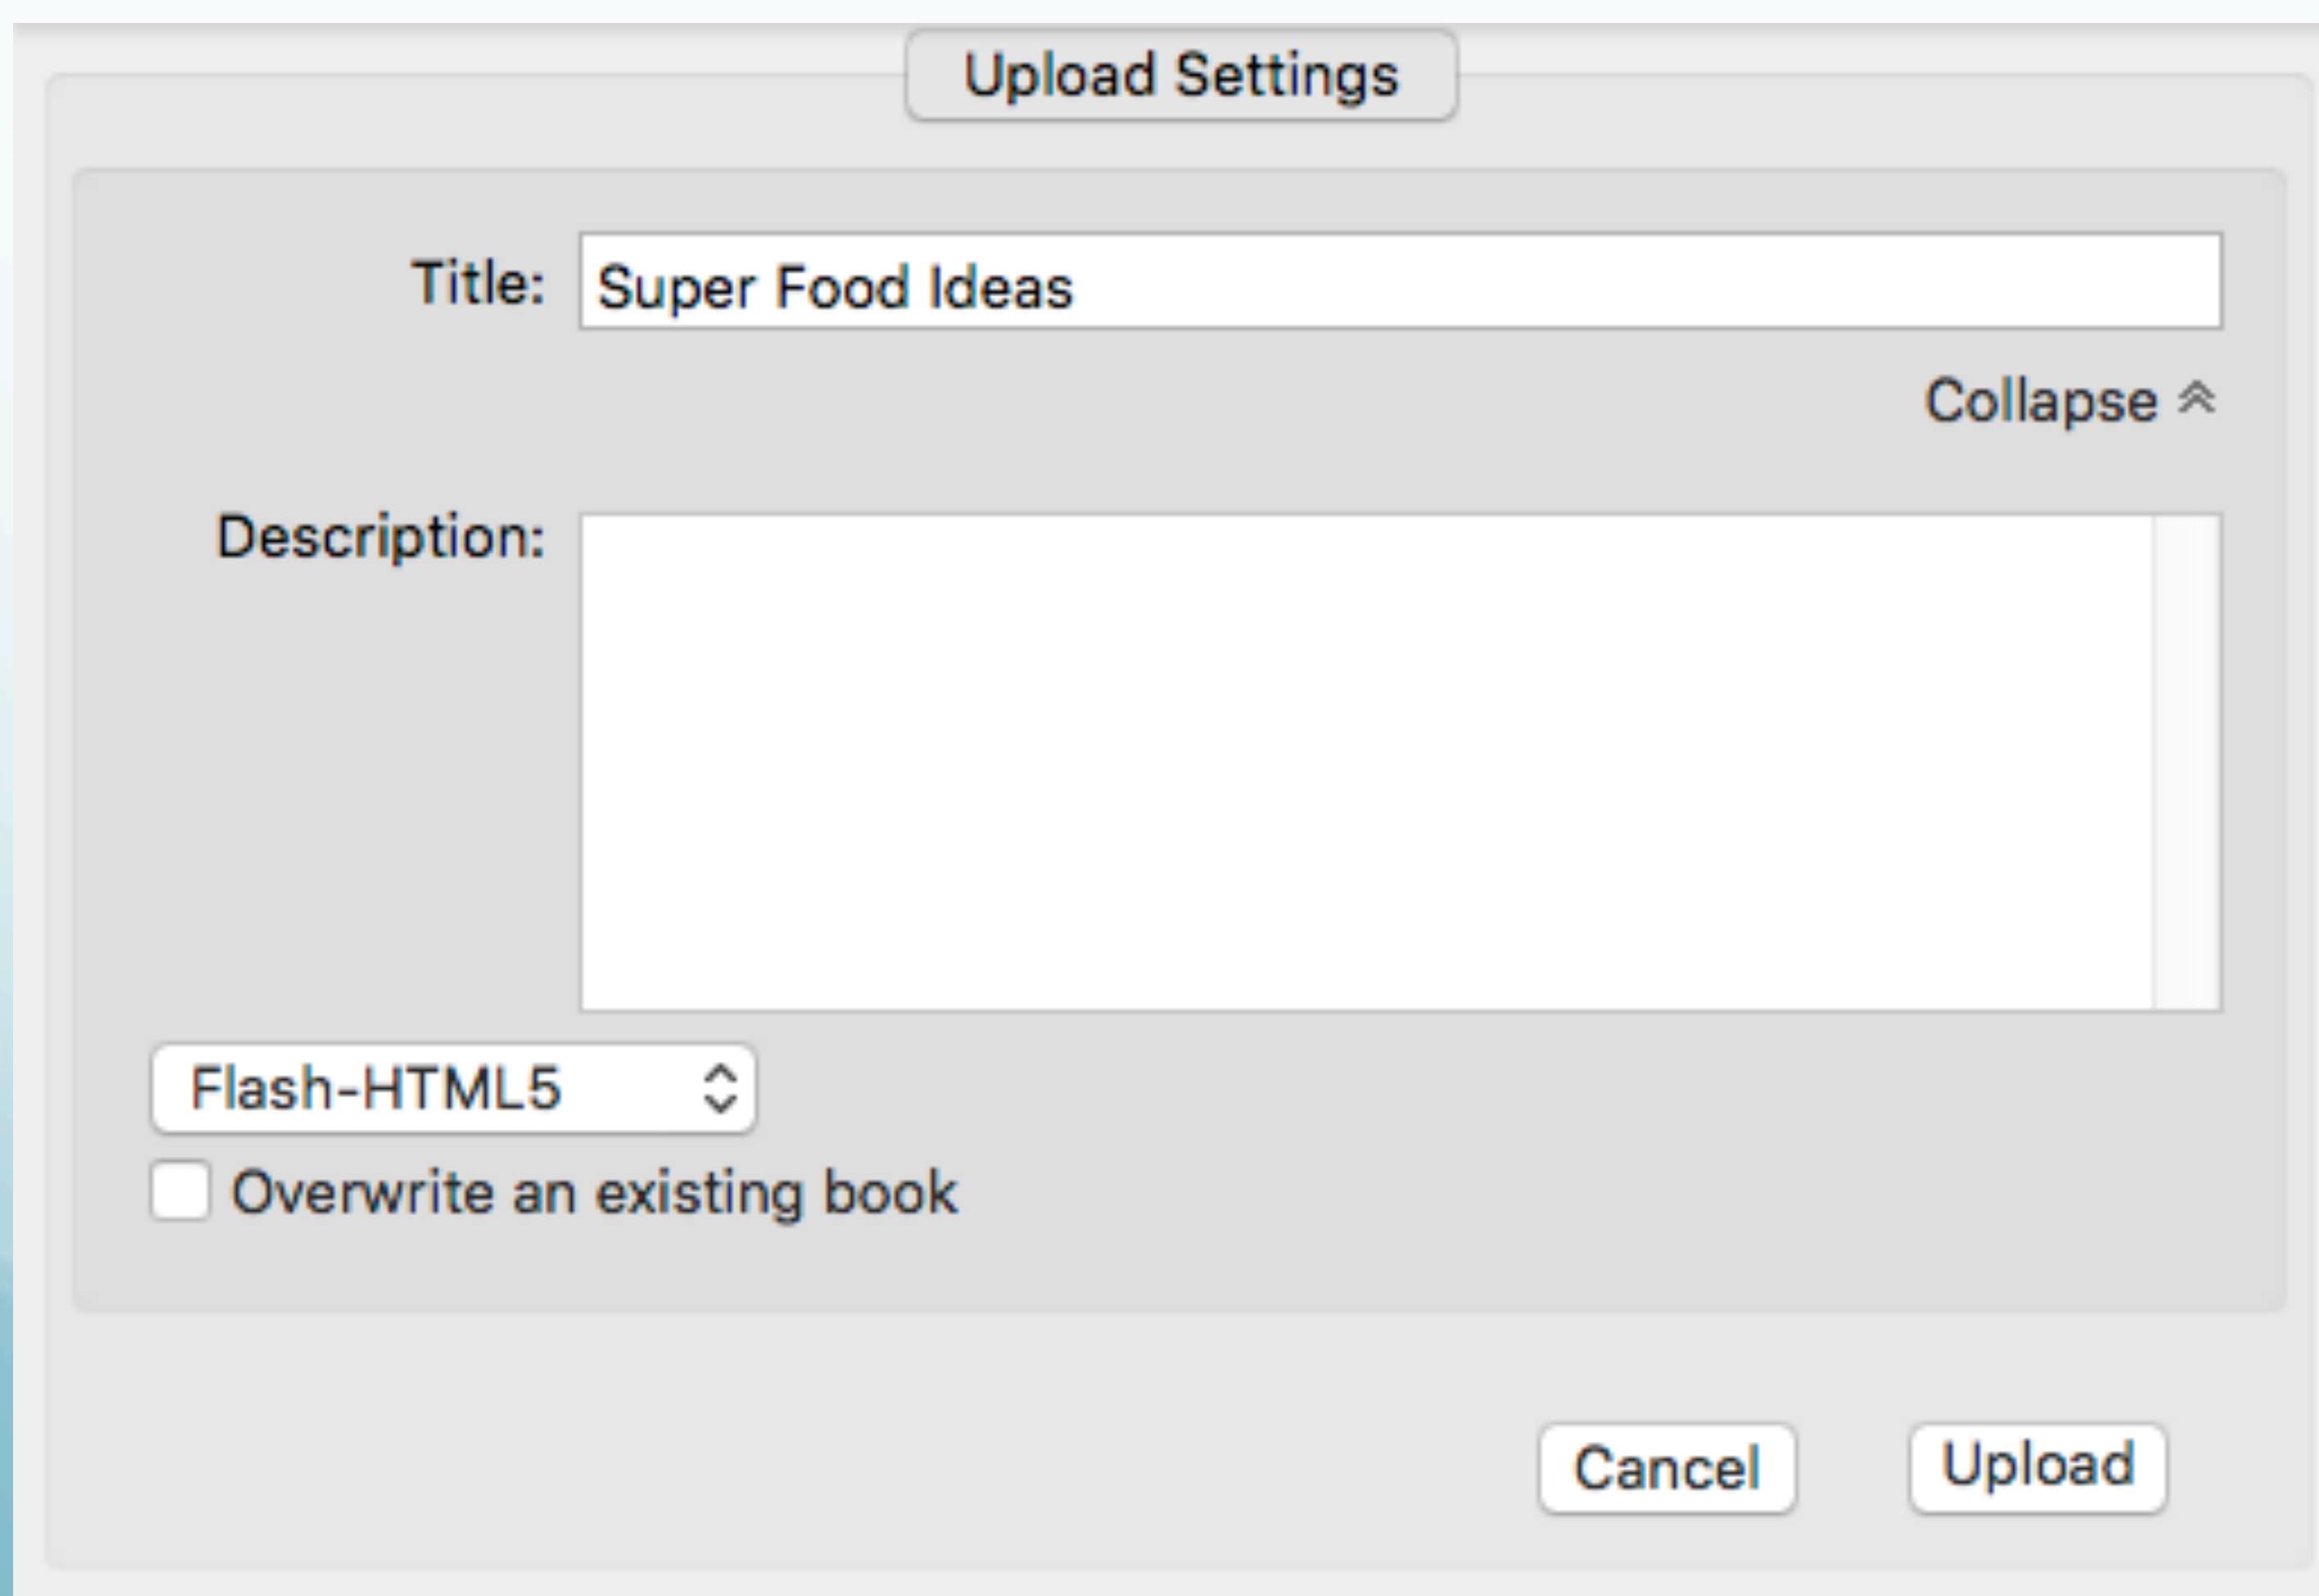 Upload Settings
Title: Super Food Ideas
Collapse
Description:
Flash-HTML5
Overwrite an existing book
Cancel Upload